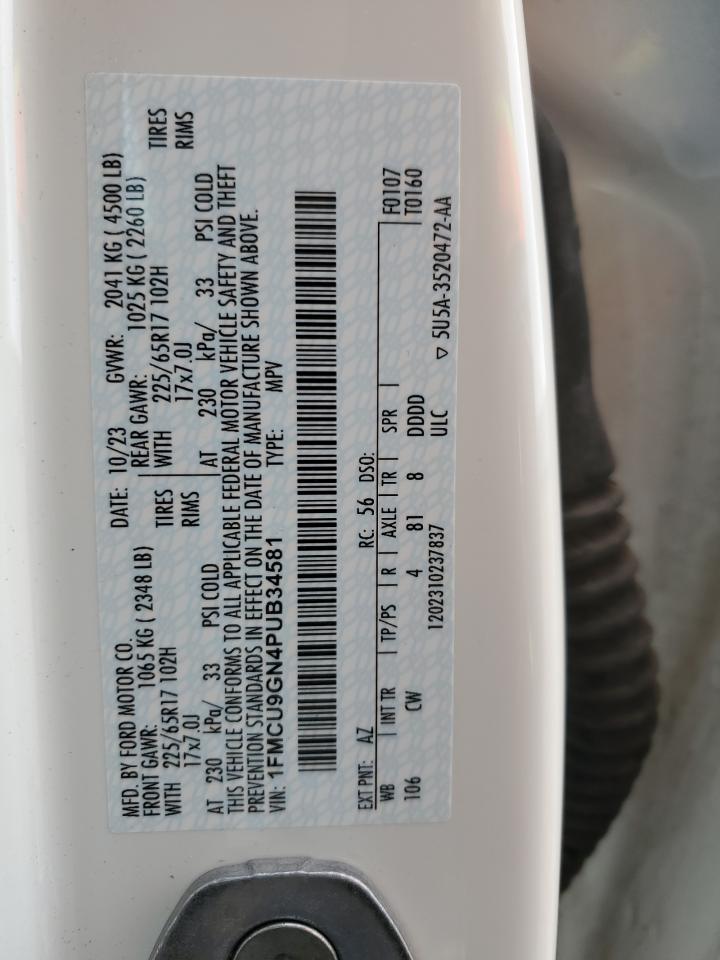 MFD. BY FORD MOTOR CO. DATE: 10/23 GVWR: 2041 KG ( 4500 LB)
FRONT GAWR: 1065 KG ( 2348 LB) REAR GAWR: 1025 KG ( 2260 LB)
WITH 225/65R17 102H TIRES WITH 225/65R17 102H TIRES
17x7.0J RIMS 17x7.0J RIMS
AT 230 kPa/ 33 PSI COLD AT 230 kPa/ 33 PSI COLD
THIS VEHICLE CONFORMS TO ALL APPLICABLE FEDERAL MOTOR VEHICLE SAFETY AND THEFT
PREVENTION STANDARDS IN EFFECT ON THE DATE OF MANUFACTURE SHOWN ABOVE.
VIN: 1FMCU9GN4PUB34581 TYPE: MPV
EXT PNT: AZ RC: 56 DSO: F0107
WB | INT TR | TP/PS | R | AXLE | TR | SPR | T0160
106 CW 4 81 8 DDDD
1202310237837 ULC ▽ 5U5A-3520472-AA